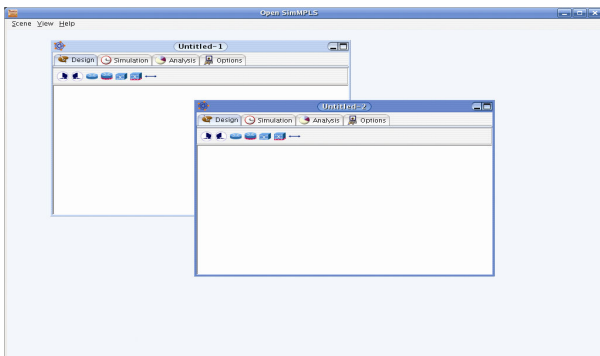 Open SimMPLS
Scene View Help
Untitled-1
Design Simulation Analysis Options
Untitled-2
Design Simulation Analysis Options